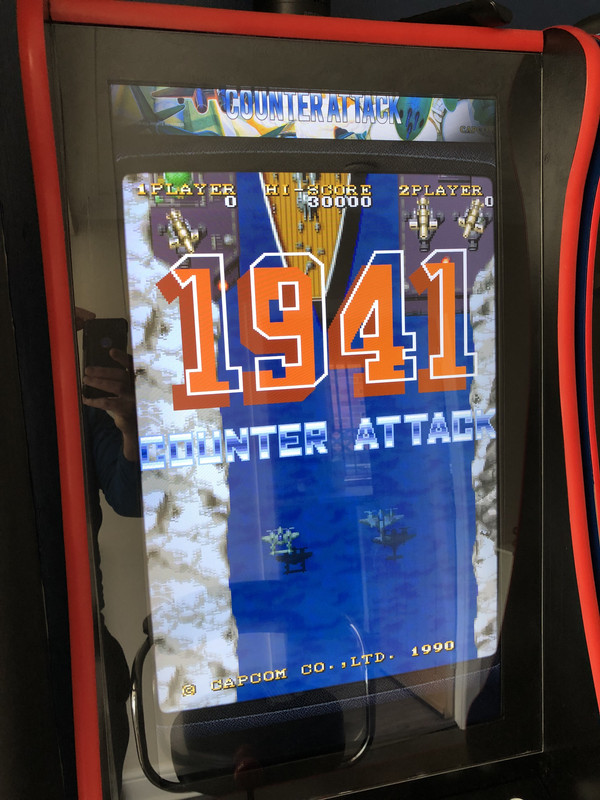 COUNTER ATTACK
1PLAYER HI-SCORE 2PLAYER
0 30000 0
1941
COUNTER ATTACK
© CAPCOM CO.,LTD. 1990